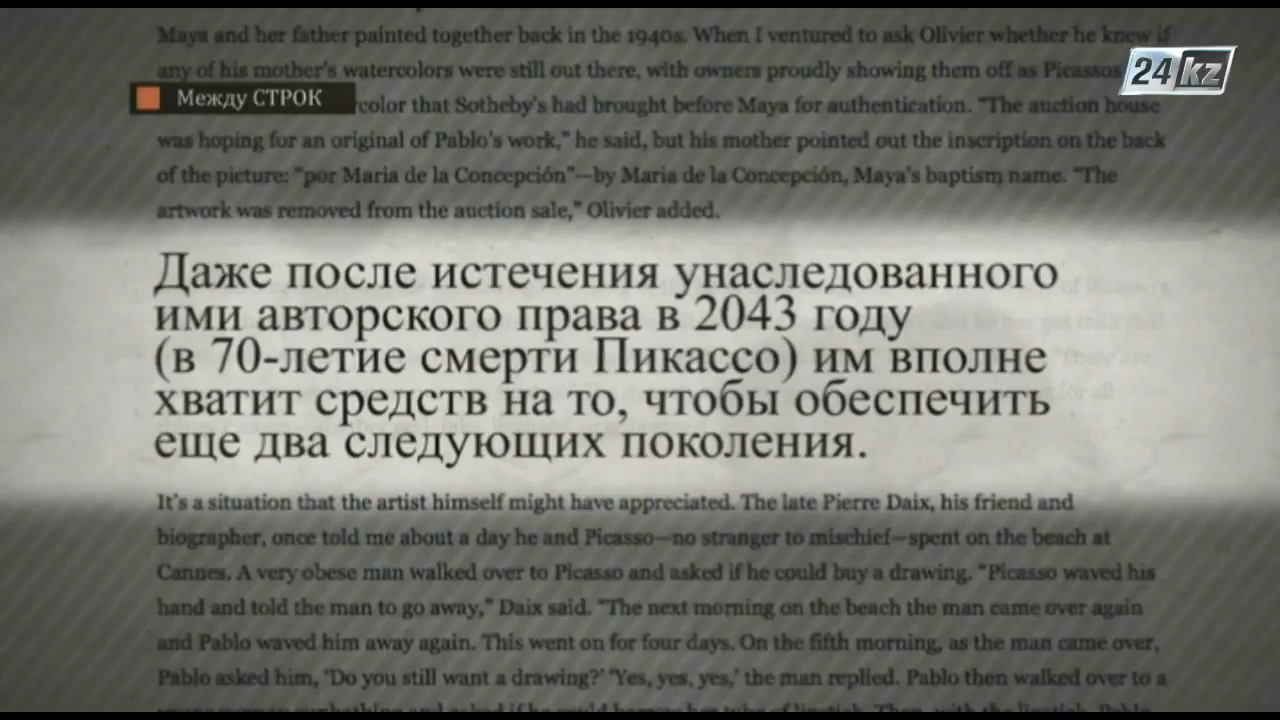 Maya and her father painted together back in the 1940s. When I ventured to ask Olivier whether he knew if
any of his mother's watercolors were still out there, with owners proudly showing them off as Picassos
24 kz
Между СТРОК
color that Sotheby's had brought before Maya for authentication. "The auction house
was hoping for an original of Pablo's work," he said, but his mother pointed out the inscription on the back
of the picture: "por Maria de la Concepción"—by Maria de la Concepción, Maya's baptism name. "The
artwork was removed from the auction sale," Olivier added.
Даже после истечения унаследованного
ими авторского права в 2043 году
(в 70-летие смерти Пикассо) им вполне
хватит средств на то, чтобы обеспечить
еще два следующих поколения.
It's a situation that the artist himself might have appreciated. The late Pierre Daix, his friend and
biographer, once told me about a day he and Picasso—no stranger to mischief—spent on the beach at
Cannes. A very obese man walked over to Picasso and asked if he could buy a drawing. "Picasso waved his
hand and told the man to go away," Daix said. "The next morning on the beach the man came over again
and Pablo waved him away again. This went on for four days. On the fifth morning, as the man came over,
Pablo asked him, 'Do you still want a drawing?' 'Yes, yes, yes,' the man replied. Pablo then walked over to a